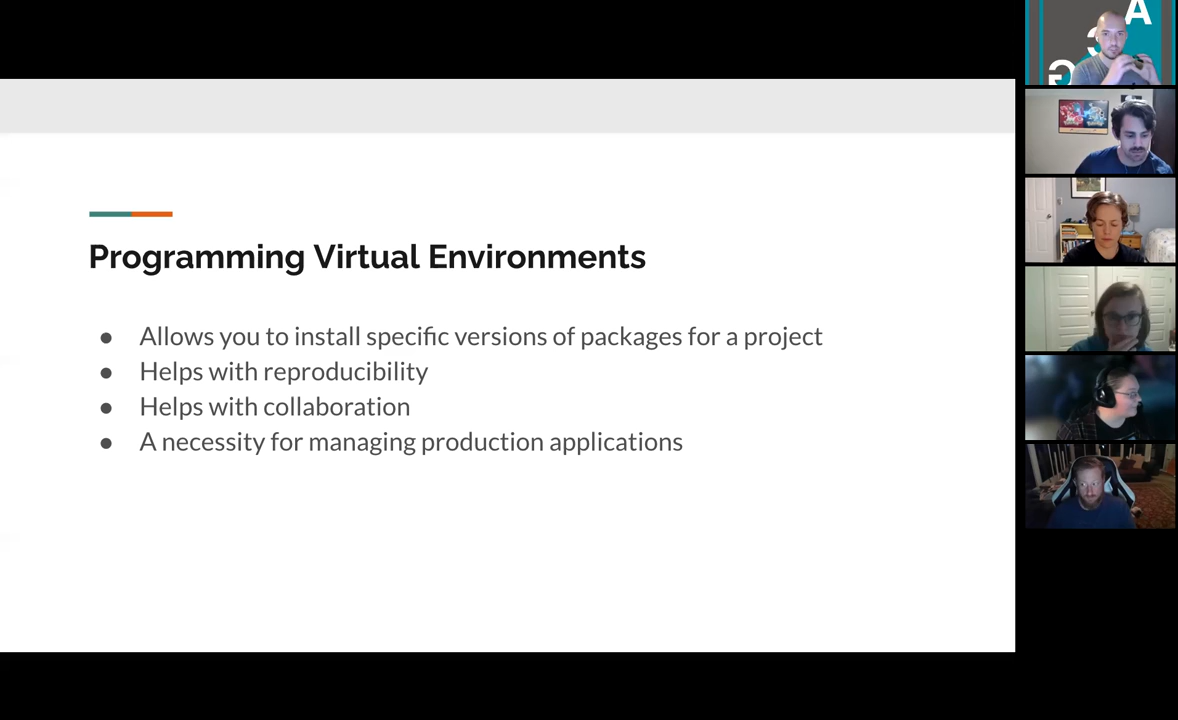 Programming Virtual Environments
● Allows you to install specific versions of packages for a project
● Helps with reproducibility
● Helps with collaboration
● A necessity for managing production applications
A
G